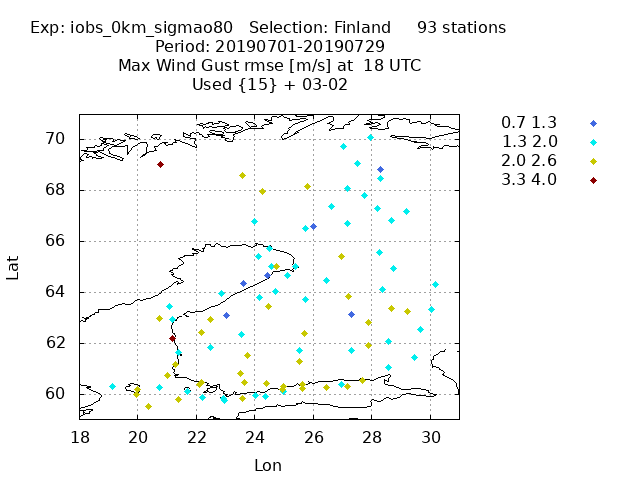 Exp: iobs_0km_sigmao80 Selection: Finland 93 stations
Period: 20190701-20190729
Max Wind Gust rmse [m/s] at 18 UTC
Used {15} + 03-02
0.7 1.3
1.3 2.0
2.0 2.6
3.3 4.0
70
68
66
64
62
60
Lat
18 20 22 24 26 28 30
Lon